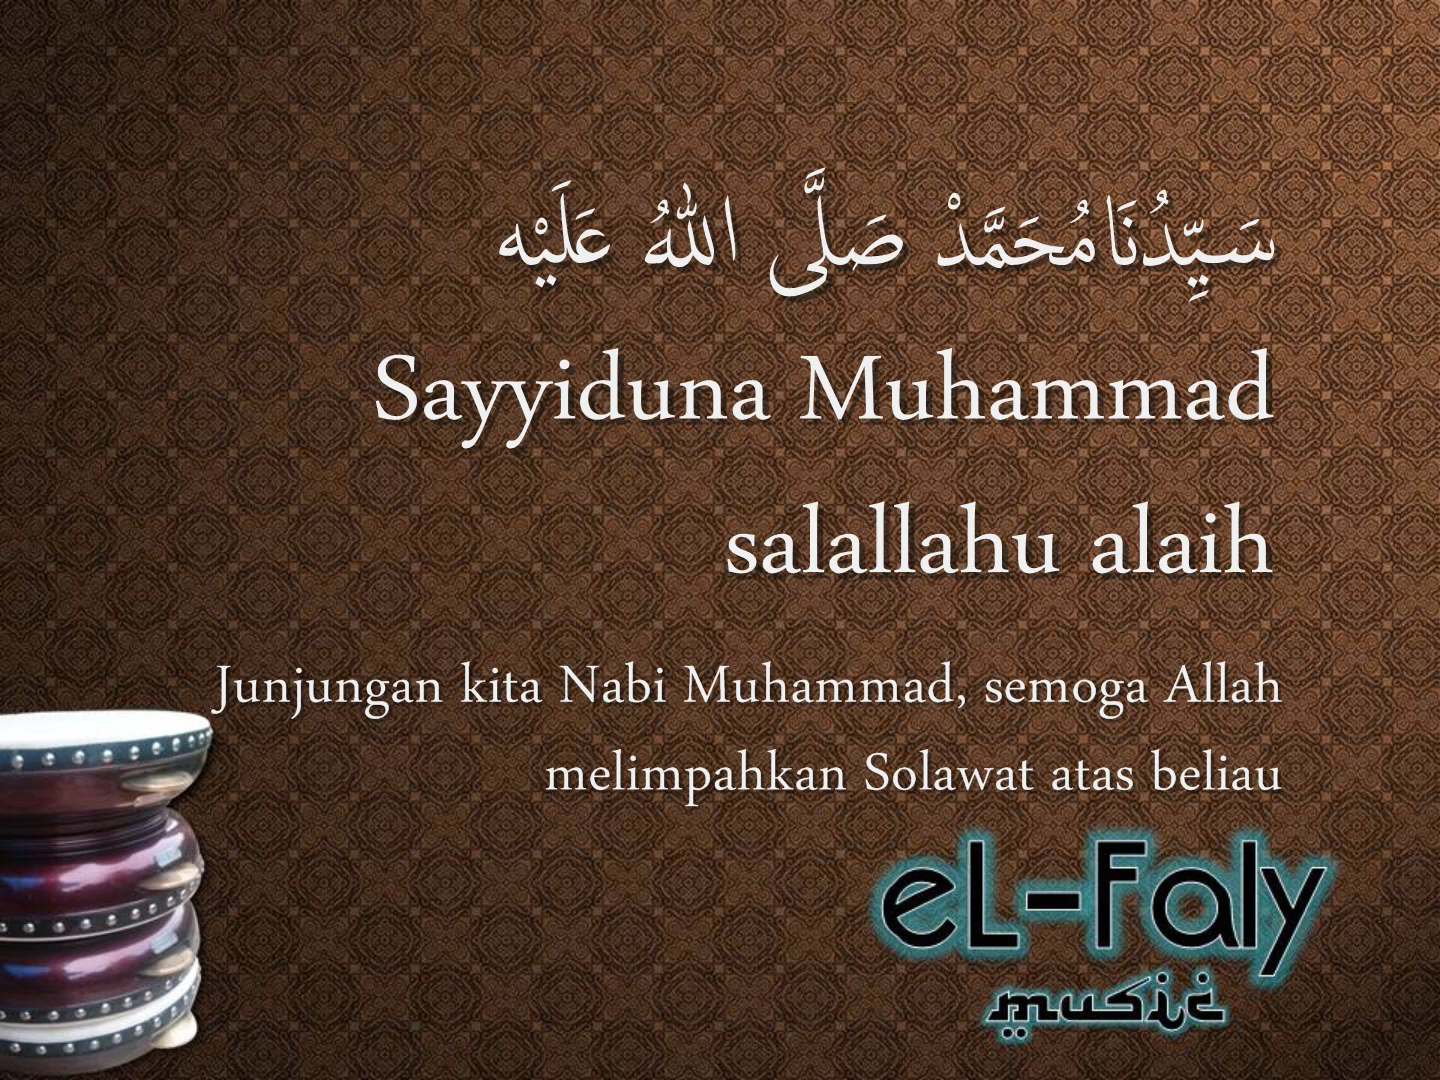 سَيِّدُنَامُحَمَّدْ صَلَّى اللهُ عَلَيْه
Sayyiduna Muhammad
salallahu alaih
Junjungan kita Nabi Muhammad, semoga Allah
melimpahkan Solawat atas beliau
eL-Faly
music